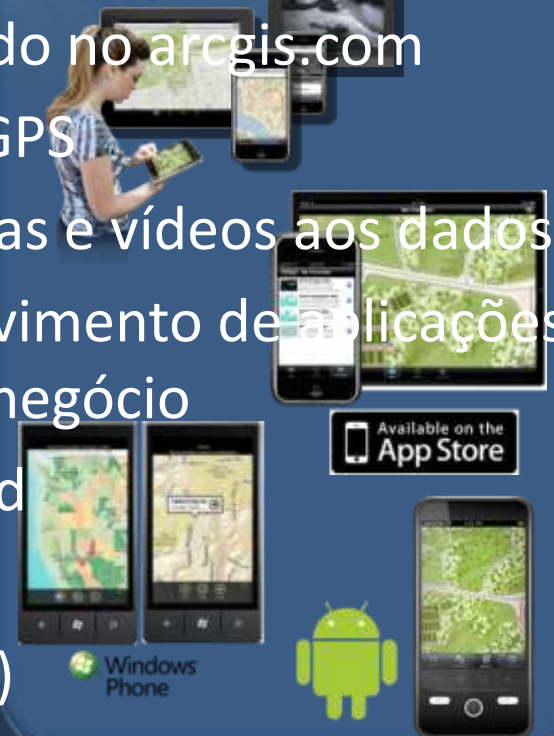 do no arcgis.com
GPS
as e vídeos aos dados
vimento de aplicações
negócio
Available on the
App Store
d
)
Windows
Phone